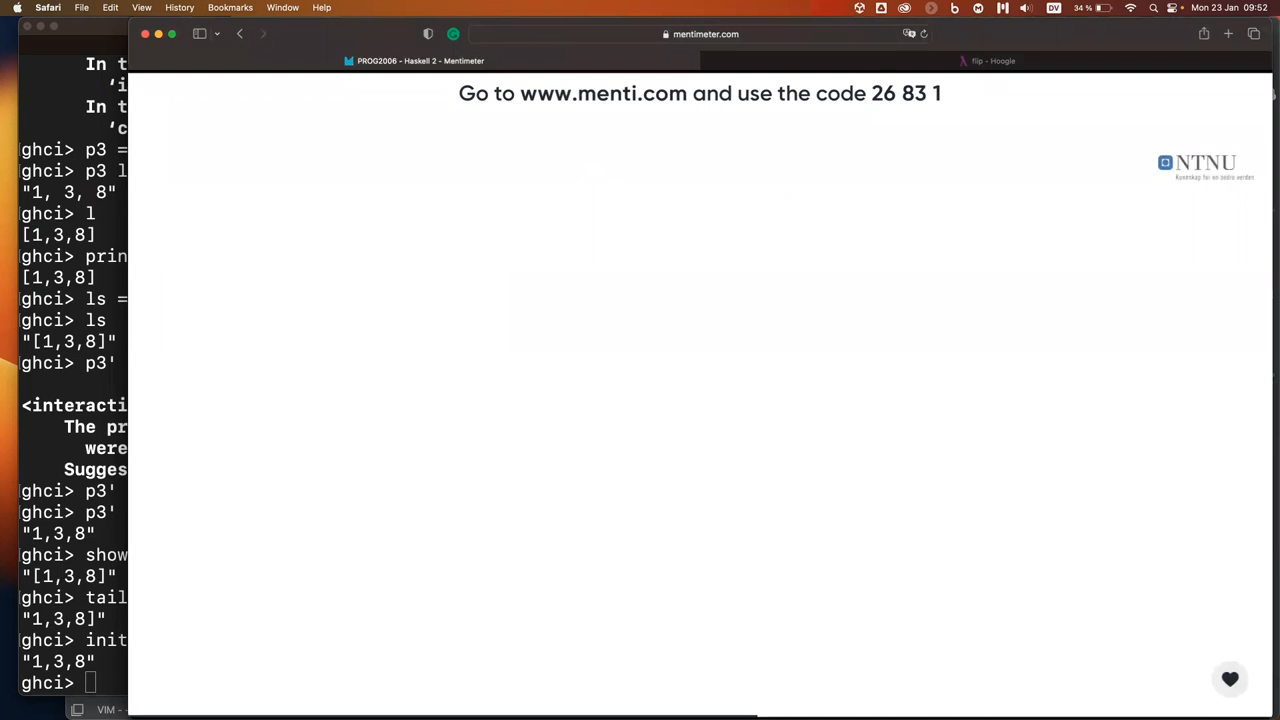 Safari File Edit View History Bookmarks Window Help 34 % DV Mon 23 Jan 09:52
mentimeter.com
PROG2006 - Haskell 2 - Mentimeter
flip - Hoogle
Go to www.menti.com and use the code 26 83 1
NTNU
In t
‘i
In t
‘c
ghci> p3 =
ghci> p3 l
"1, 3, 8"
ghci> l
[1,3,8]
ghci> prin
[1,3,8]
ghci> ls =
ghci> ls
"[1,3,8]"
ghci> p3'
<interacti
The pr
were
Sugges
ghci> p3'
ghci> p3'
"1,3,8"
ghci> show
"[1,3,8]"
ghci> tail
"1,3,8]"
ghci> init
"1,3,8"
ghci>
VIM -